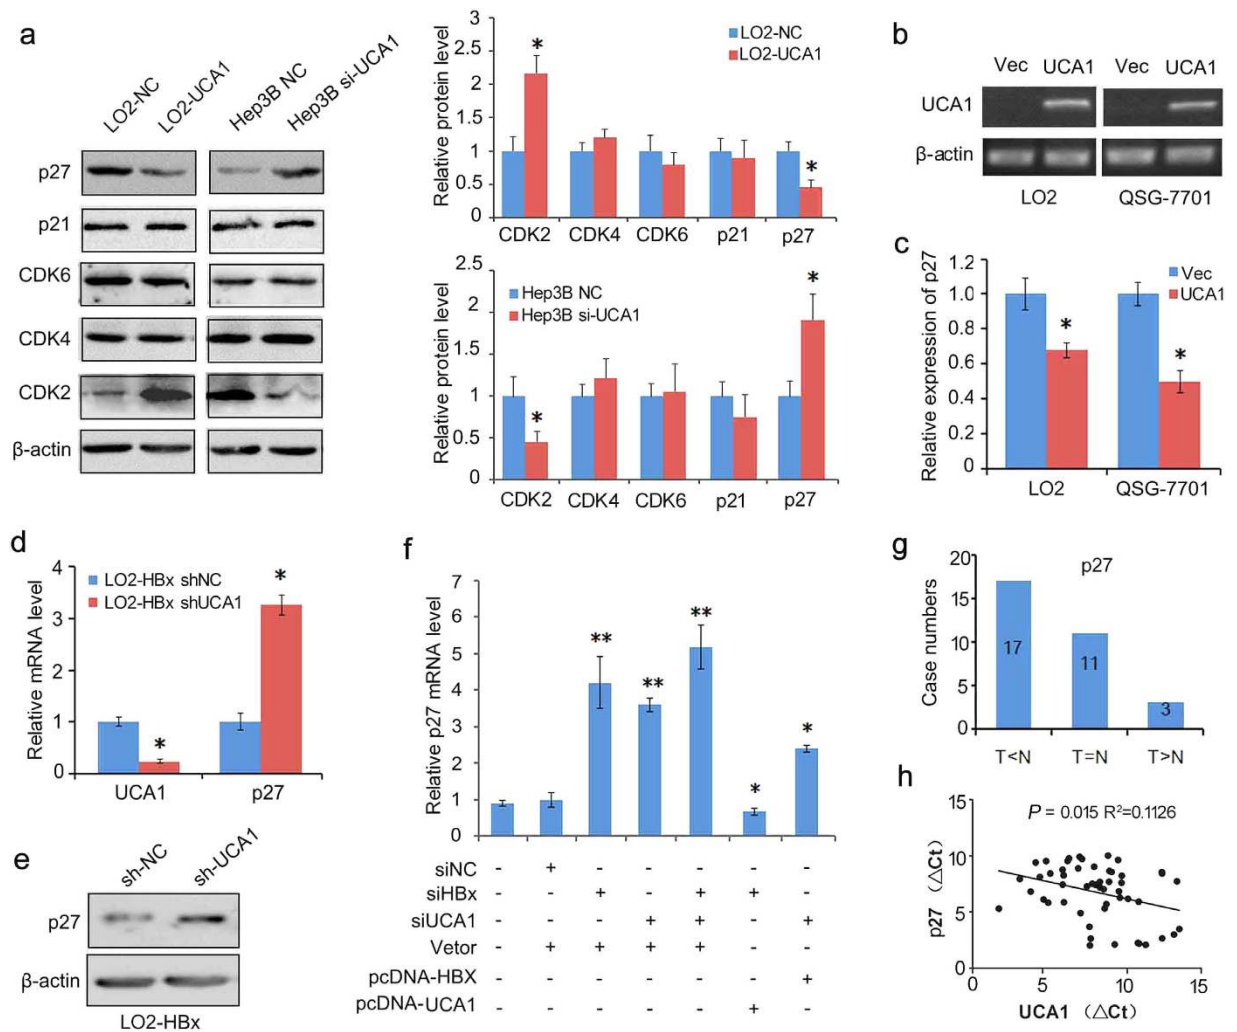 a
LO2-NC
LO2-UCA1
Hep3B NC
Hep3B si-UCA1
p27
p21
CDK6
CDK4
CDK2
β-actin
Relative protein level
3
2.5
2
1.5
1
0.5
0
LO2-NC
LO2-UCA1
*
*
CDK2 CDK4 CDK6 p21 p27
Relative protein level
2.5
2
1.5
1
0.5
0
Hep3B NC
Hep3B si-UCA1
*
*
CDK2 CDK4 CDK6 p21 p27
b
Vec UCA1 Vec UCA1
UCA1
β-actin
LO2 QSG-7701
c
Relative expression of p27
1.2
1.0
0.8
0.6
0.4
0.2
0
Vec
UCA1
*
*
LO2 QSG-7701
d
Relative mRNA level
4
3
2
1
0
LO2-HBx shNC
LO2-HBx shUCA1
*
*
UCA1 p27
e
sh-NC
sh-UCA1
p27
β-actin
LO2-HBx
f
Relative p27 mRNA level
7
6
5
4
3
2
1
0
** ** ** * *
siNC - + - - - - -
siHBx - - + - + + -
siUCA1 - - - + + - +
Vetor - + + + + - -
pcDNA-HBX - - - - - - +
pcDNA-UCA1 - - - - - + -
g
p27
Case numbers
20
15
10
5
0
17
11
3
T<N T=N T>N
h
P = 0.015 R²=0.1126
p27 (△Ct)
15
10
5
0
0 5 10 15
UCA1 (△Ct)